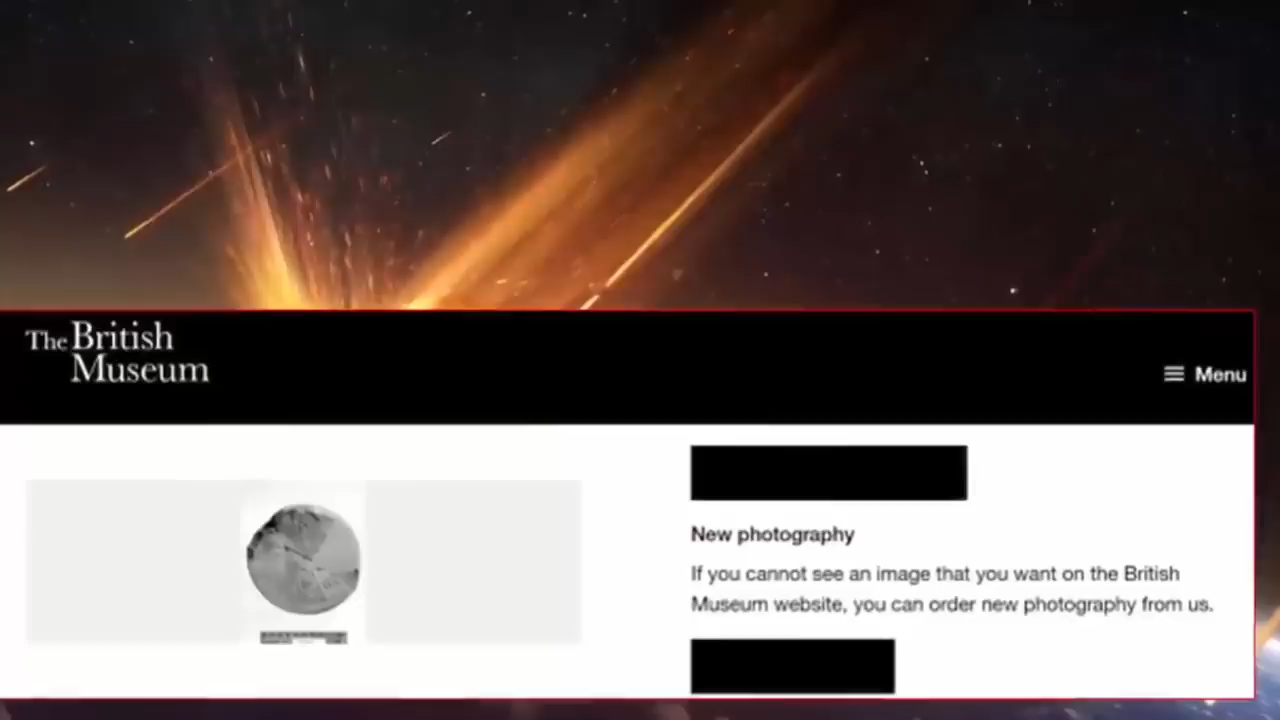 The British
Museum
Menu
New photography
If you cannot see an image that you want on the British
Museum website, you can order new photography from us.